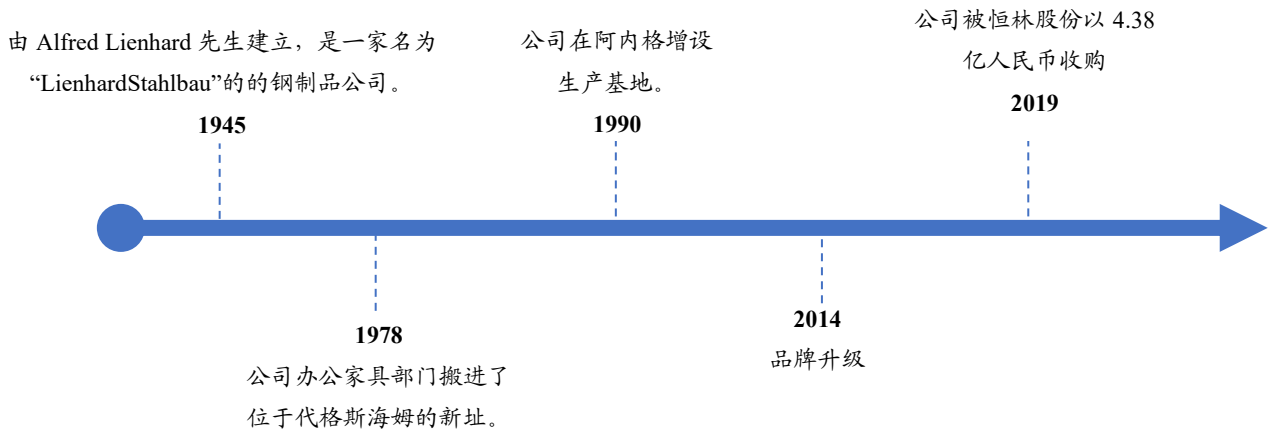 由 Alfred Lienhard 先生建立，是一家名为
“LienhardStahlbau”的的钢制品公司。
1945
公司在阿内格增设
生产基地。
1990
公司被恒林股份以 4.38
亿人民币收购
2019
1978
公司办公家具部门搬进了
位于代格斯海姆的新址。
2014
品牌升级